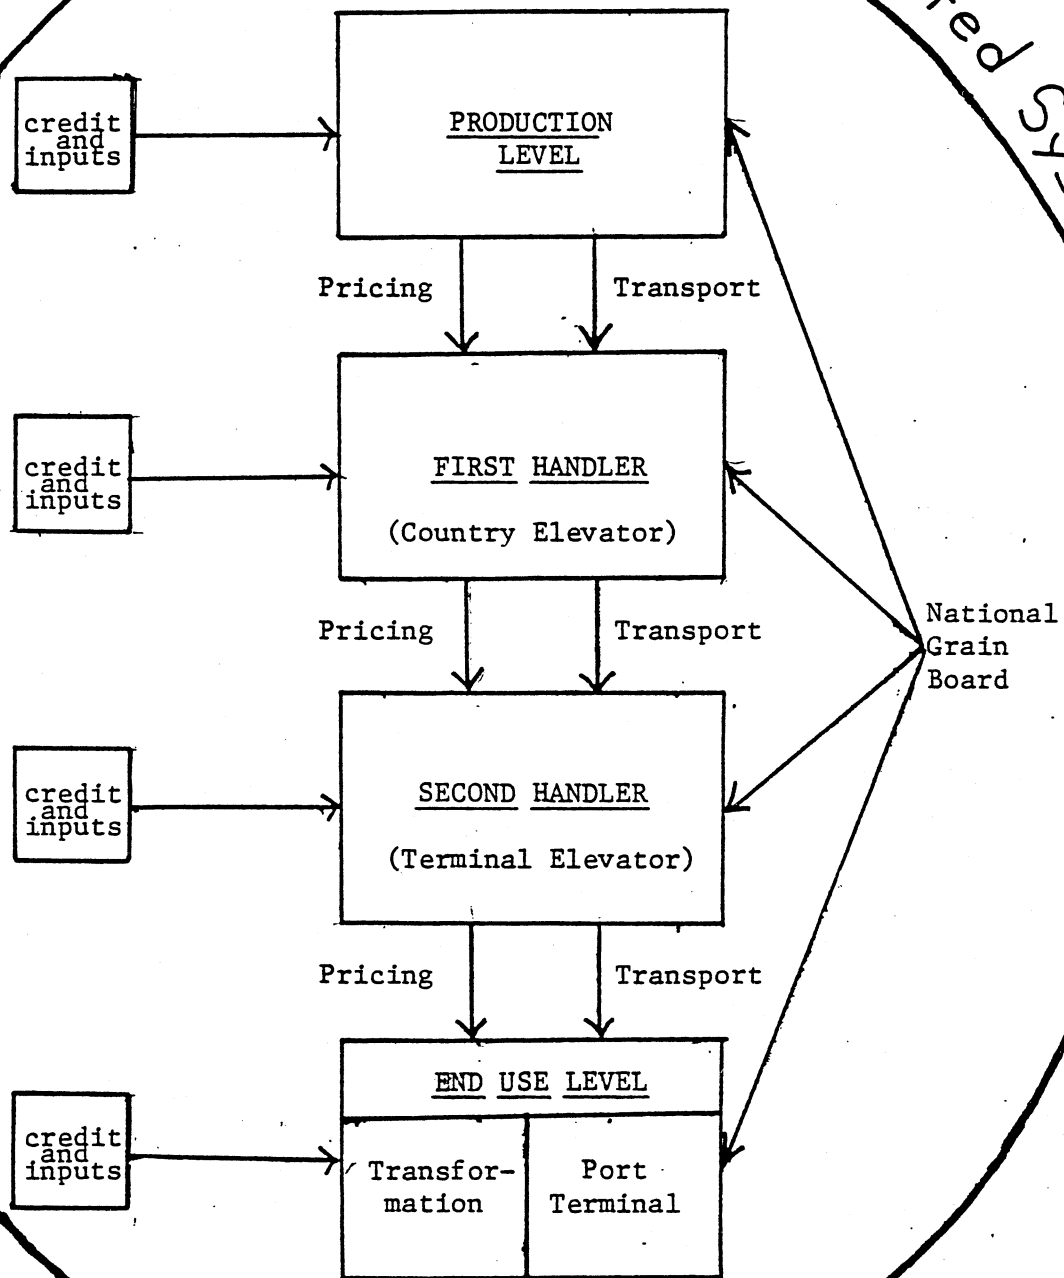 credit
and
inputs
PRODUCTION
LEVEL
Pricing
Transport
credit
and
inputs
FIRST HANDLER
(Country Elevator)
Pricing
Transport
National
Grain
Board
credit
and
inputs
SECOND HANDLER
(Terminal Elevator)
Pricing
Transport
END USE LEVEL
credit
and
inputs
Transfor-
mation
Port
Terminal